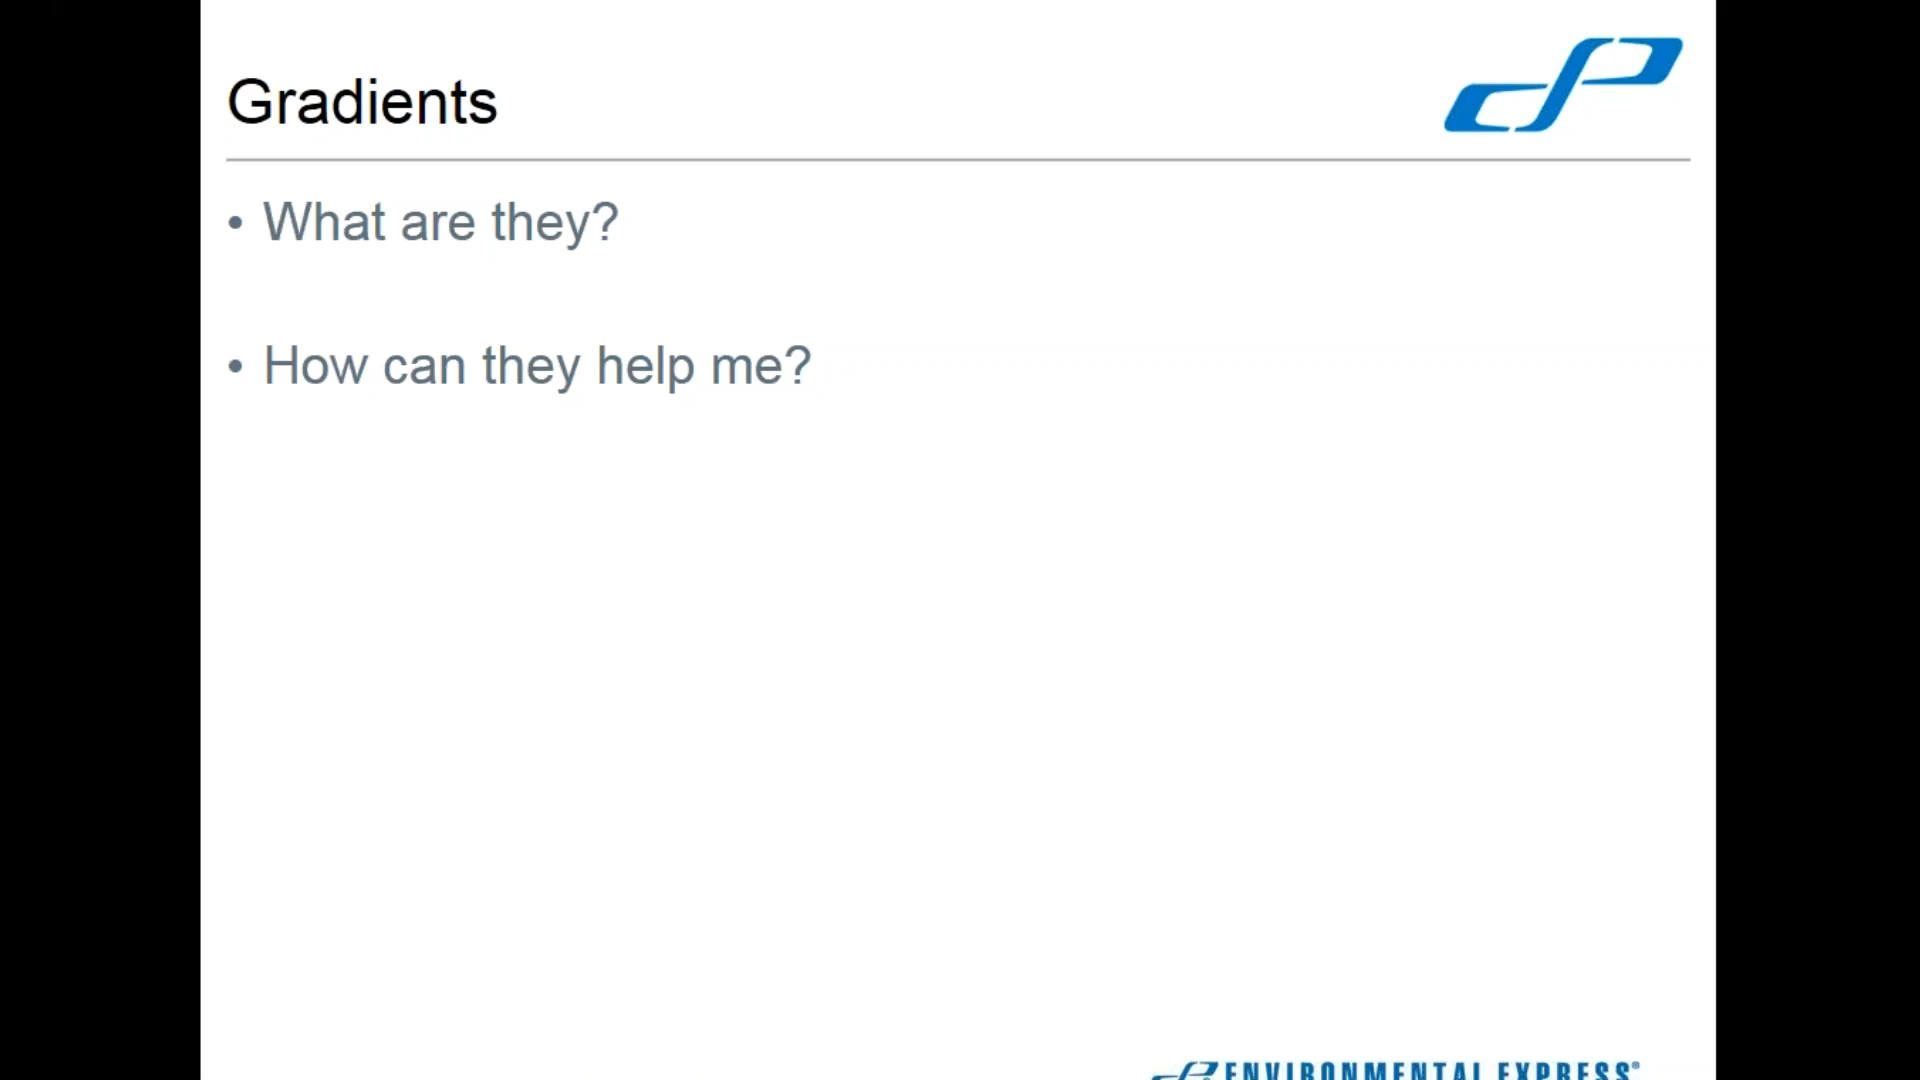 Gradients
• What are they?
• How can they help me?
ENVIRONMENTAL EXPRESS®